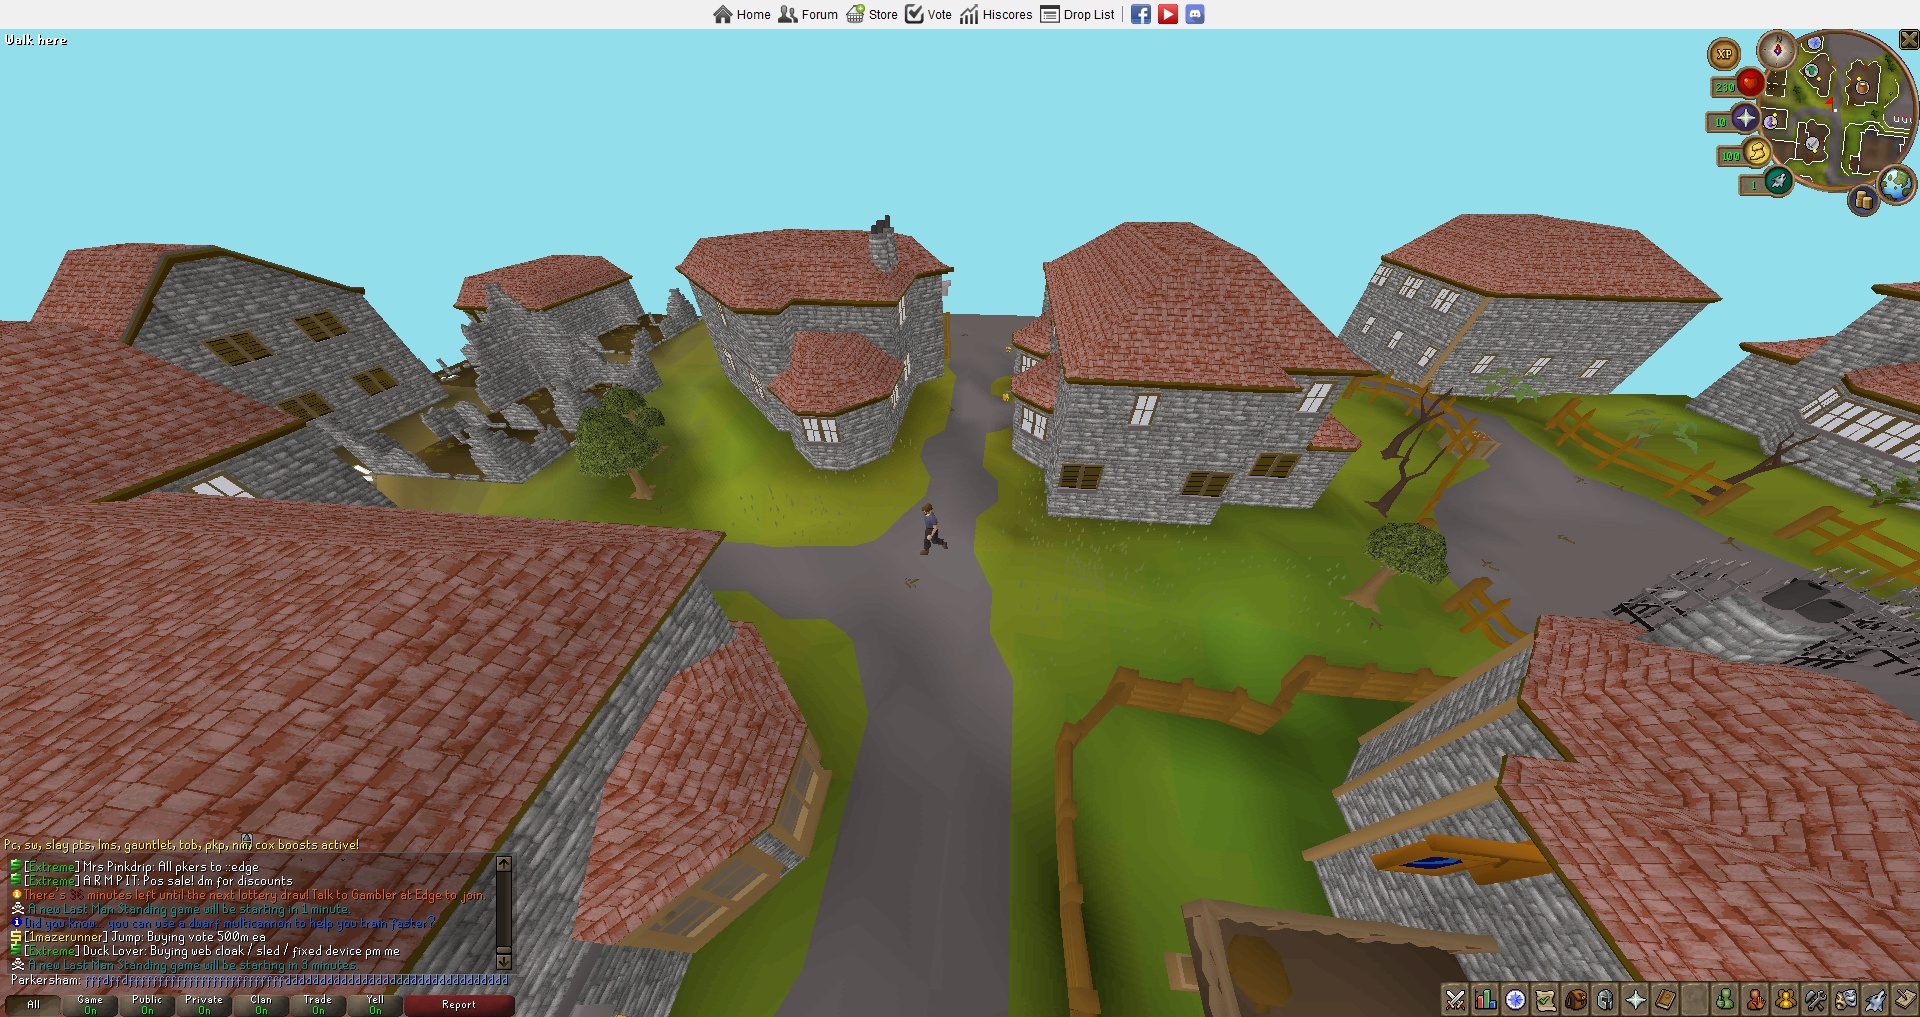 Home Forum Store Vote Hiscores Drop List
Walk here
XP
N
230
10
100
1
Pc, sw, slay pts, lms, gauntlet, tob, pkp, nm, cox boosts active!
[Extreme] Mrs Pinkdrip: All pkers to ::edge
[Extreme] A R M P I T: Pos sale! dm for discounts
minutes left until the next lottery draw! Talk to Gambler at Edge to join.
A new Last Man Standing game will be starting in 1 minute.
Did you know... you can use a dwarf multicannon to help you train faster?
[1mazerunner] Jump: Buying vote 500m ea
[Extreme] Duck Lover: Buying web cloak / sled / fixed device pm me
A new Last Man Standing game will be starting in 3 minutes.
Parkersham:
All Game Public Private Clan Trade Yell Report
On On On On On On